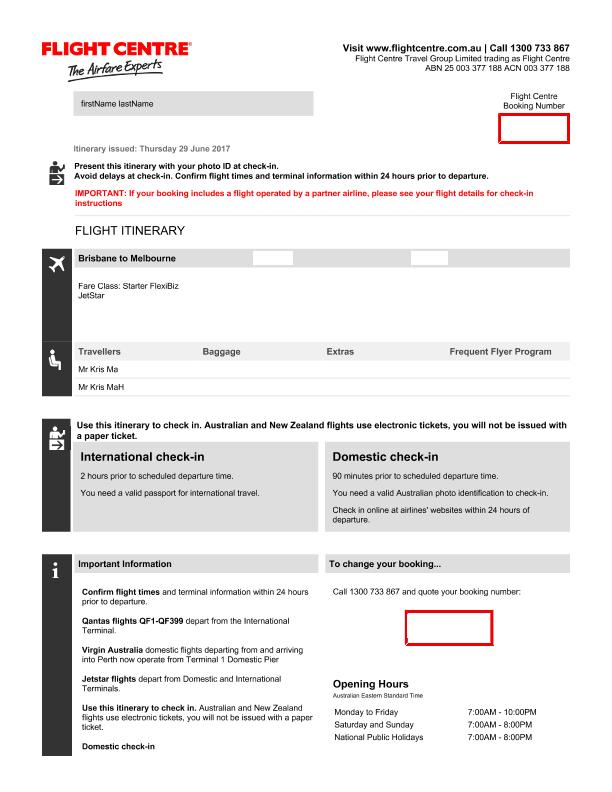 FLIGHT CENTRE®
The Airfare Experts
Visit www.flightcentre.com.au | Call 1300 733 867
Flight Centre Travel Group Limited trading as Flight Centre
ABN 25 003 377 188 ACN 003 377 188
firstName lastName
Flight Centre
Booking Number
Itinerary issued: Thursday 29 June 2017
Present this itinerary with your photo ID at check-in.
Avoid delays at check-in. Confirm flight times and terminal information within 24 hours prior to departure.
IMPORTANT: If your booking includes a flight operated by a partner airline, please see your flight details for check-in
instructions
FLIGHT ITINERARY
Brisbane to Melbourne
Fare Class: Starter FlexiBiz
JetStar
Travellers Baggage Extras Frequent Flyer Program
Mr Kris Ma
Mr Kris MaH
Use this itinerary to check in. Australian and New Zealand flights use electronic tickets, you will not be issued with
a paper ticket.
International check-in
2 hours prior to scheduled departure time.
You need a valid passport for international travel.
Domestic check-in
90 minutes prior to scheduled departure time.
You need a valid Australian photo identification to check-in.
Check in online at airlines' websites within 24 hours of
departure.
i
Important Information
Confirm flight times and terminal information within 24 hours
prior to departure.
Qantas flights QF1-QF399 depart from the International
Terminal.
Virgin Australia domestic flights departing from and arriving
into Perth now operate from Terminal 1 Domestic Pier
Jetstar flights depart from Domestic and International
Terminals.
Use this itinerary to check in. Australian and New Zealand
flights use electronic tickets, you will not be issued with a paper
ticket.
Domestic check-in
To change your booking...
Call 1300 733 867 and quote your booking number:
Opening Hours
Australian Eastern Standard Time
Monday to Friday 7:00AM - 10:00PM
Saturday and Sunday 7:00AM - 8:00PM
National Public Holidays 7:00AM - 8:00PM